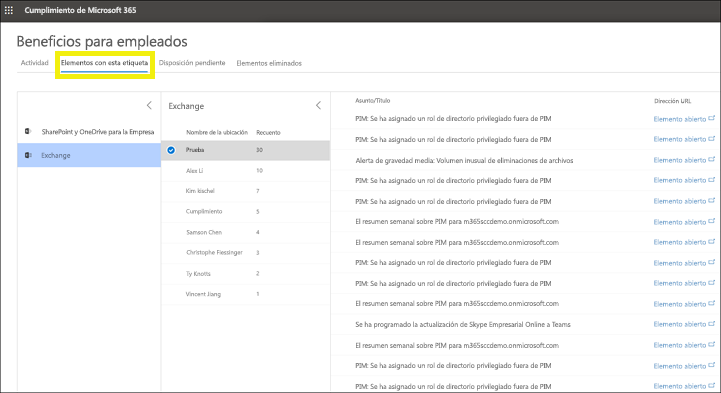 Cumplimiento de Microsoft 365
Beneficios para empleados
Actividad Elementos con esta etiqueta Disposición pendiente Elementos eliminados
SharePoint y OneDrive para la Empresa
Exchange
Exchange
Nombre de la ubicación Recuento
Prueba 30
Alex Li 10
Kim kischel 7
Cumplimiento 5
Samson Chen 4
Christophe Fiessinger 3
Ty Knotts 2
Vincent Jiang 1
Asunto/Título Dirección URL
PIM: Se ha asignado un rol de directorio privilegiado fuera de PIM Elemento abierto
PIM: Se ha asignado un rol de directorio privilegiado fuera de PIM Elemento abierto
Alerta de gravedad media: Volumen inusual de eliminaciones de archivos Elemento abierto
PIM: Se ha asignado un rol de directorio privilegiado fuera de PIM Elemento abierto
PIM: Se ha asignado un rol de directorio privilegiado fuera de PIM Elemento abierto
El resumen semanal sobre PIM para m365sccdemo.onmicrosoft.com Elemento abierto
El resumen semanal sobre PIM para m365sccdemo.onmicrosoft.com Elemento abierto
PIM: Se ha asignado un rol de directorio privilegiado fuera de PIM Elemento abierto
PIM: Se ha asignado un rol de directorio privilegiado fuera de PIM Elemento abierto
El resumen semanal sobre PIM para m365sccdemo.onmicrosoft.com Elemento abierto
Se ha programado la actualización de Skype Empresarial Online a Teams Elemento abierto
El resumen semanal sobre PIM para m365sccdemo.onmicrosoft.com Elemento abierto
PIM: Se ha asignado un rol de directorio privilegiado fuera de PIM Elemento abierto
PIM: Se ha asignado un rol de directorio privilegiado fuera de PIM Elemento abierto